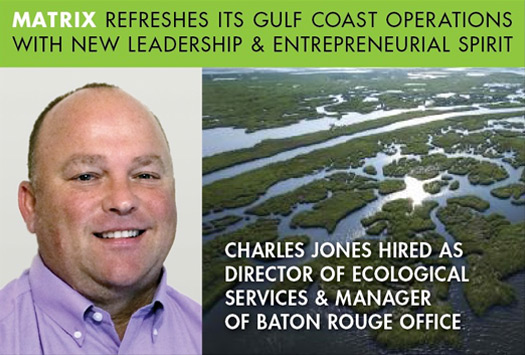 MATRIX REFRESHES ITS GULF COAST OPERATIONS
WITH NEW LEADERSHIP & ENTREPRENEURIAL SPIRIT
CHARLES JONES HIRED AS
DIRECTOR OF ECOLOGICAL
SERVICES & MANAGER
OF BATON ROUGE OFFICE